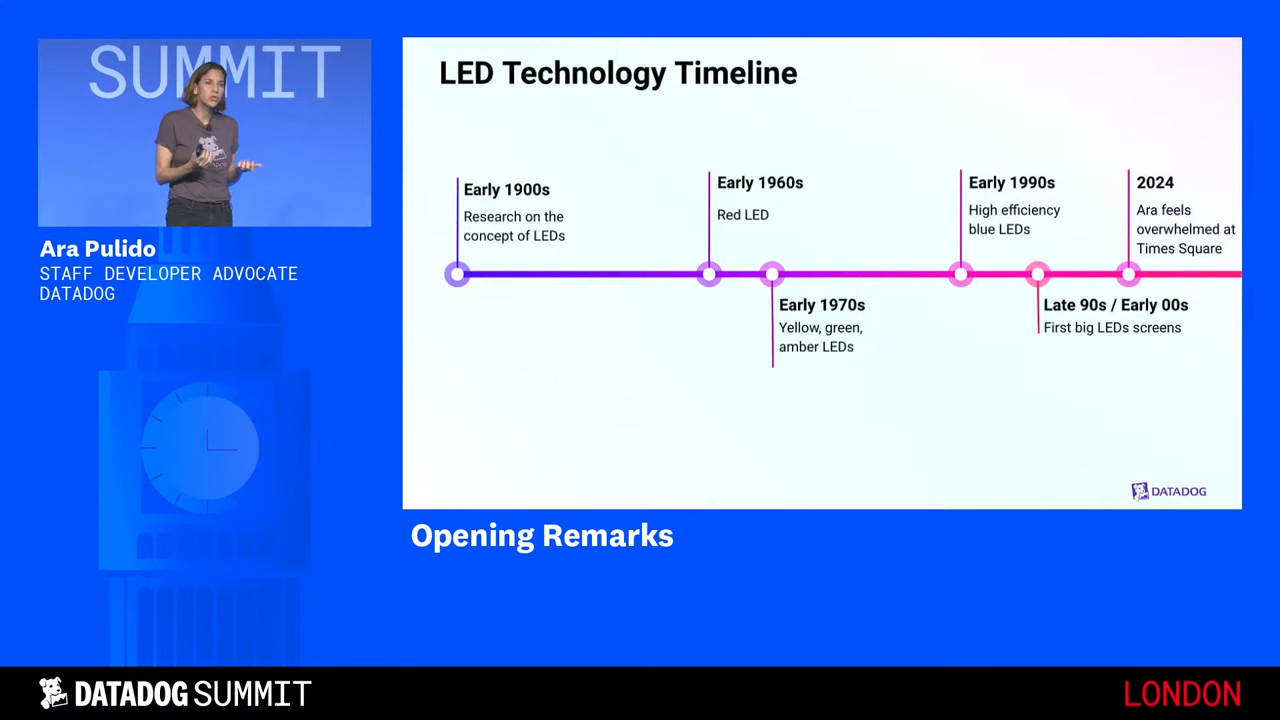 SUMMIT
Ara Pulido
STAFF DEVELOPER ADVOCATE
DATADOG
LED Technology Timeline
Early 1900s
Research on the
concept of LEDs
Early 1960s
Red LED
Early 1970s
Yellow, green,
amber LEDs
Early 1990s
High efficiency
blue LEDs
Late 90s / Early 00s
First big LEDs screens
2024
Ara feels
overwhelmed at
Times Square
DATADOG
Opening Remarks
DATADOG SUMMIT
LONDON